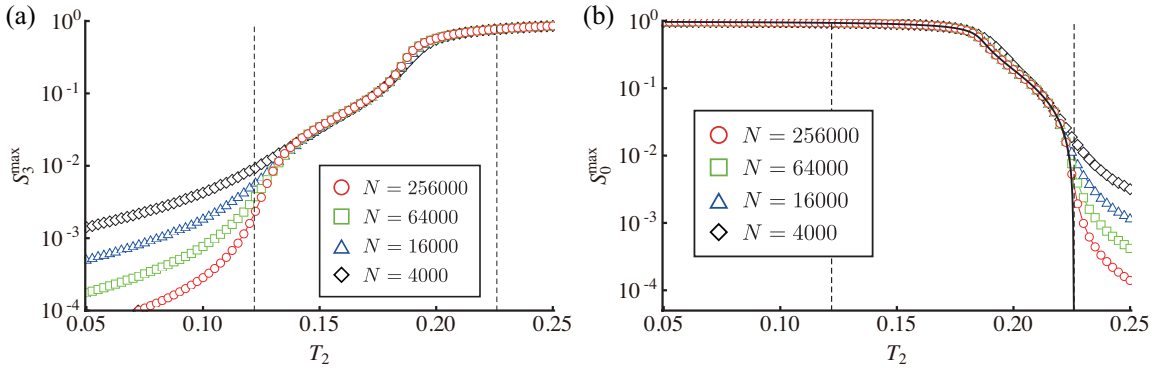 (a)
10^0
10^-1
10^-2
10^-3
10^-4
S_3^max
0.05 0.10 0.15 0.20 0.25
T_2
N = 256000
N = 64000
N = 16000
N = 4000
(b)
10^0
10^-1
10^-2
10^-3
10^-4
S_0^max
0.05 0.10 0.15 0.20 0.25
T_2
N = 256000
N = 64000
N = 16000
N = 4000